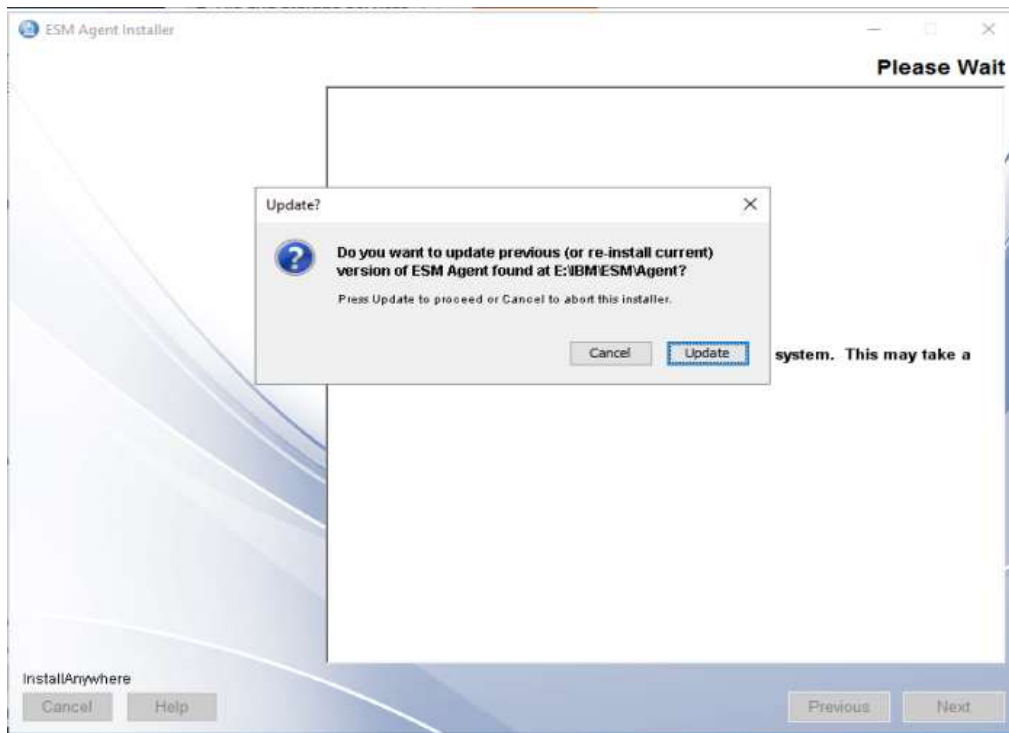 ESM Agent Installer
Please Wait
Update?
Do you want to update previous (or re-install current)
version of ESM Agent found at E:\IBM\ESM\Agent?
Press Update to proceed or Cancel to abort this installer.
Cancel
Update
system. This may take a
InstallAnywhere
Cancel
Help
Previous
Next